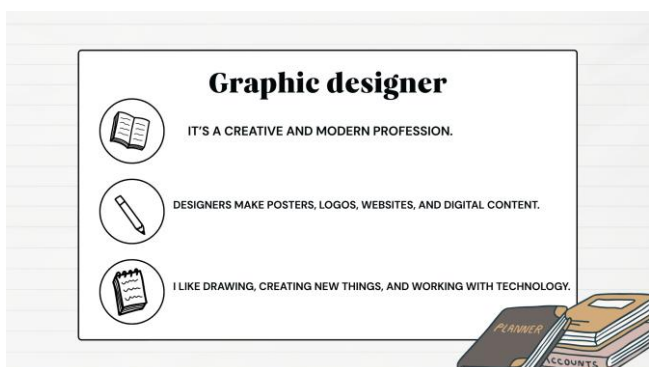 Graphic designer
IT'S A CREATIVE AND MODERN PROFESSION.
DESIGNERS MAKE POSTERS, LOGOS, WEBSITES, AND DIGITAL CONTENT.
I LIKE DRAWING, CREATING NEW THINGS, AND WORKING WITH TECHNOLOGY.
PLANNER
ACCOUNTS